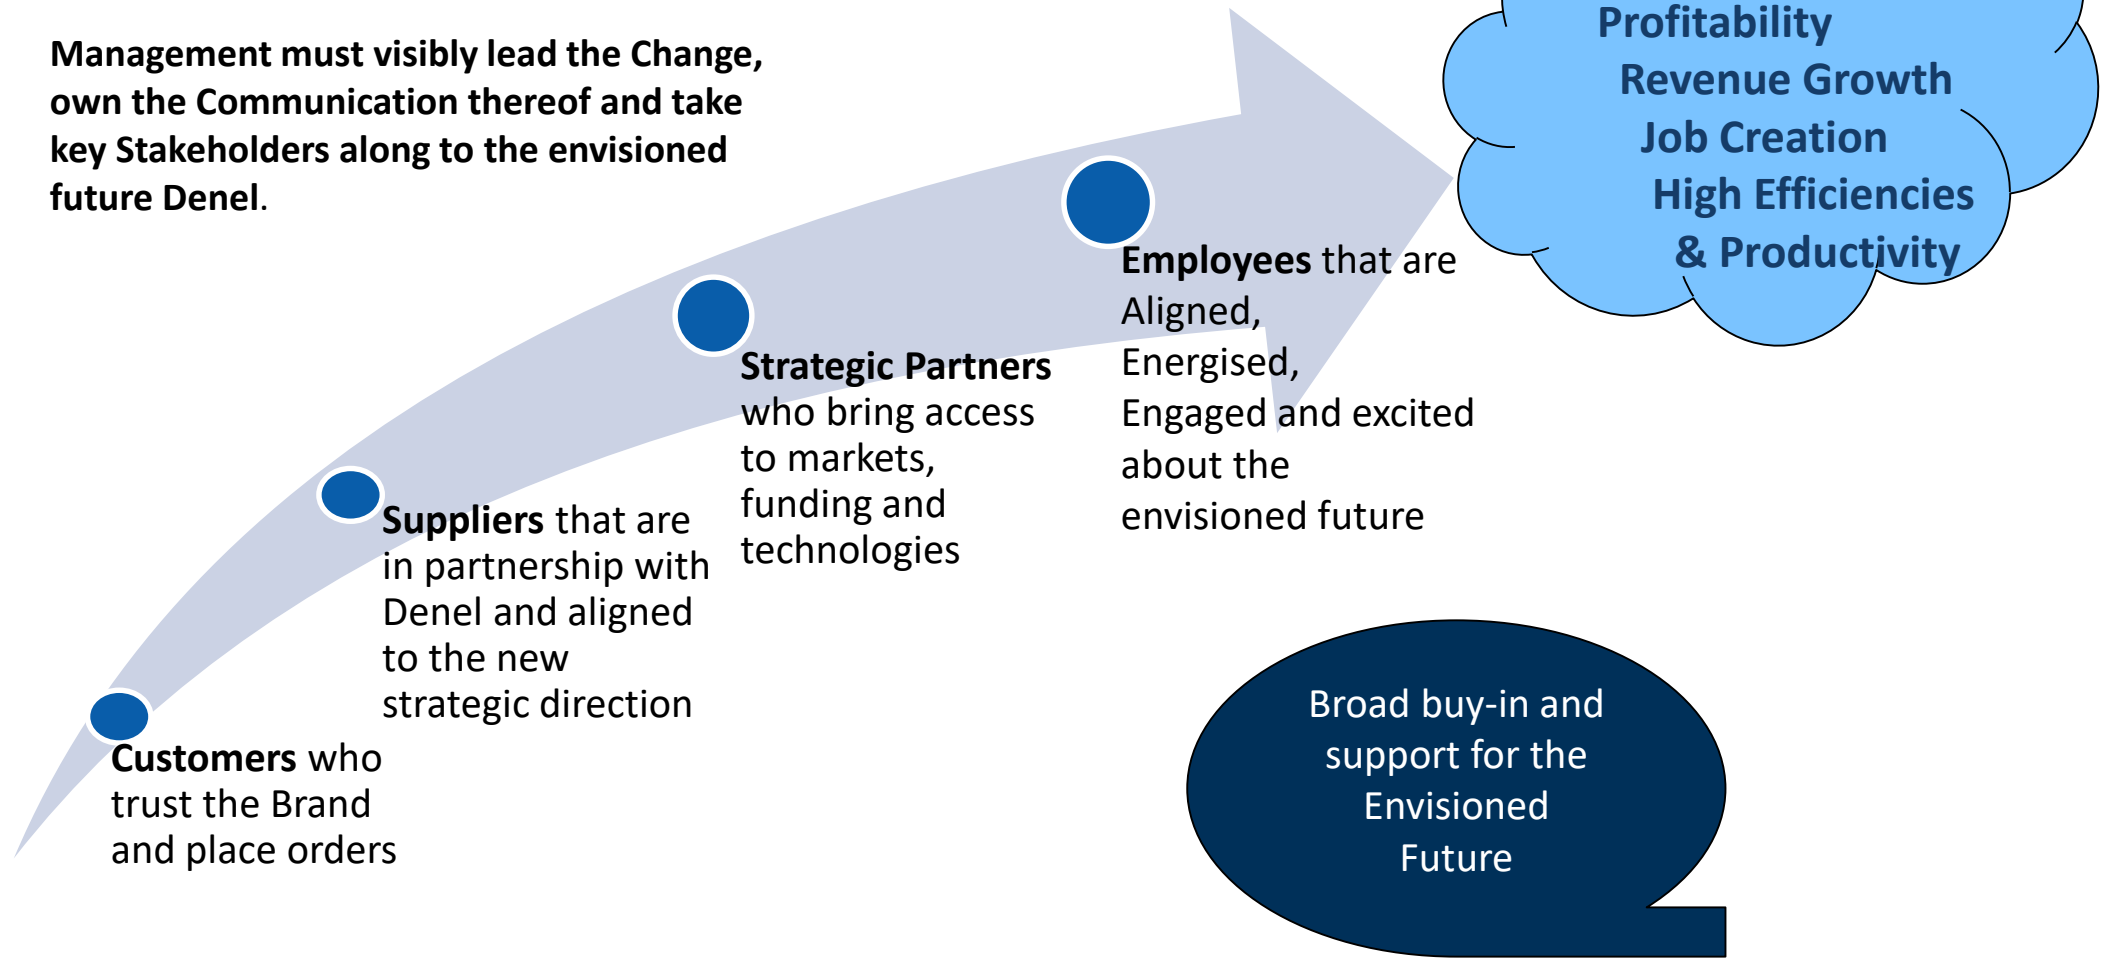 Management must visibly lead the Change,
own the Communication thereof and take
key Stakeholders along to the envisioned
future Denel.
Profitability
Revenue Growth
Job Creation
High Efficiencies
& Productivity
Employees that are
Aligned,
Energised,
Engaged and excited
about the
envisioned future
Strategic Partners
who bring access
to markets,
funding and
technologies
Suppliers that are
in partnership with
Denel and aligned
to the new
strategic direction
Customers who
trust the Brand
and place orders
Broad buy-in and
support for the
Envisioned
Future